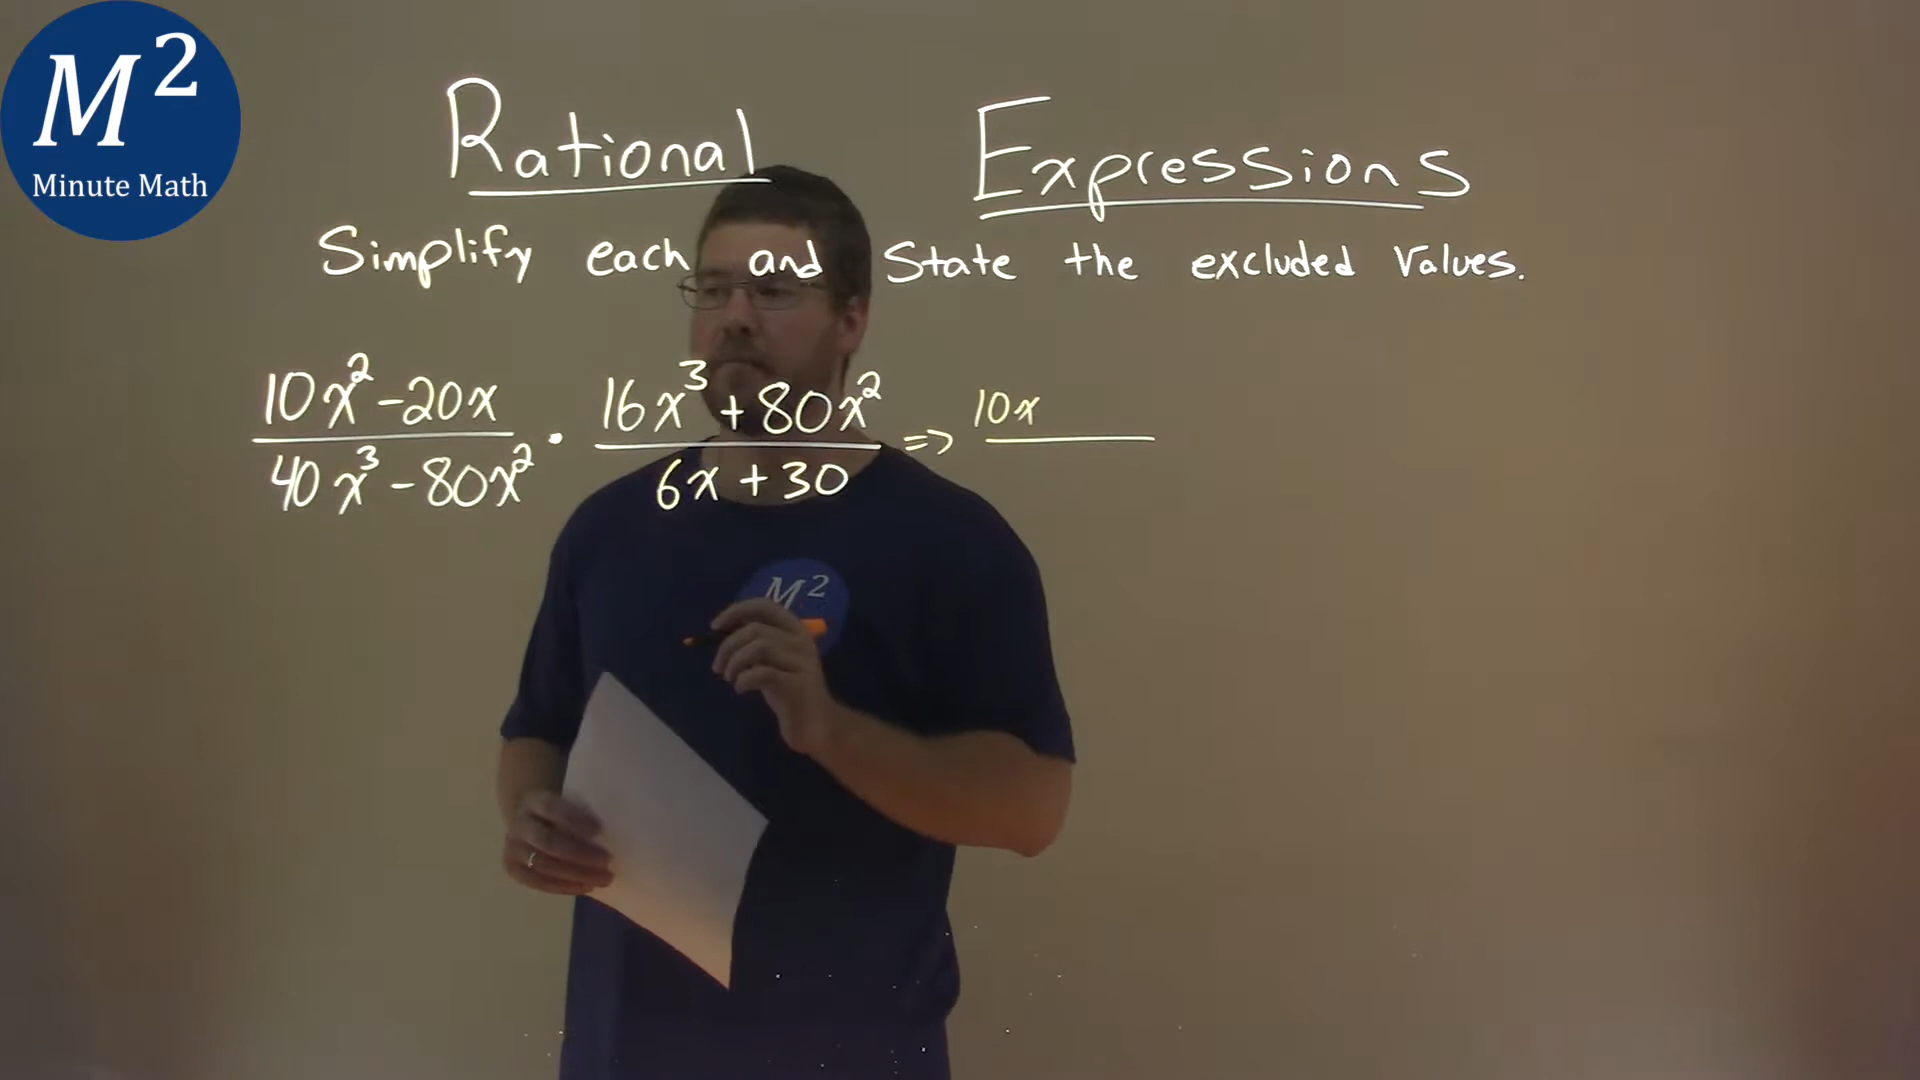 M²
Minute Math
Rational Expressions
Simplify each and State the excluded Values.
10x² - 20x / 40x³ - 80x² · 16x³ + 80x² / 6x + 30 => 10x
M²